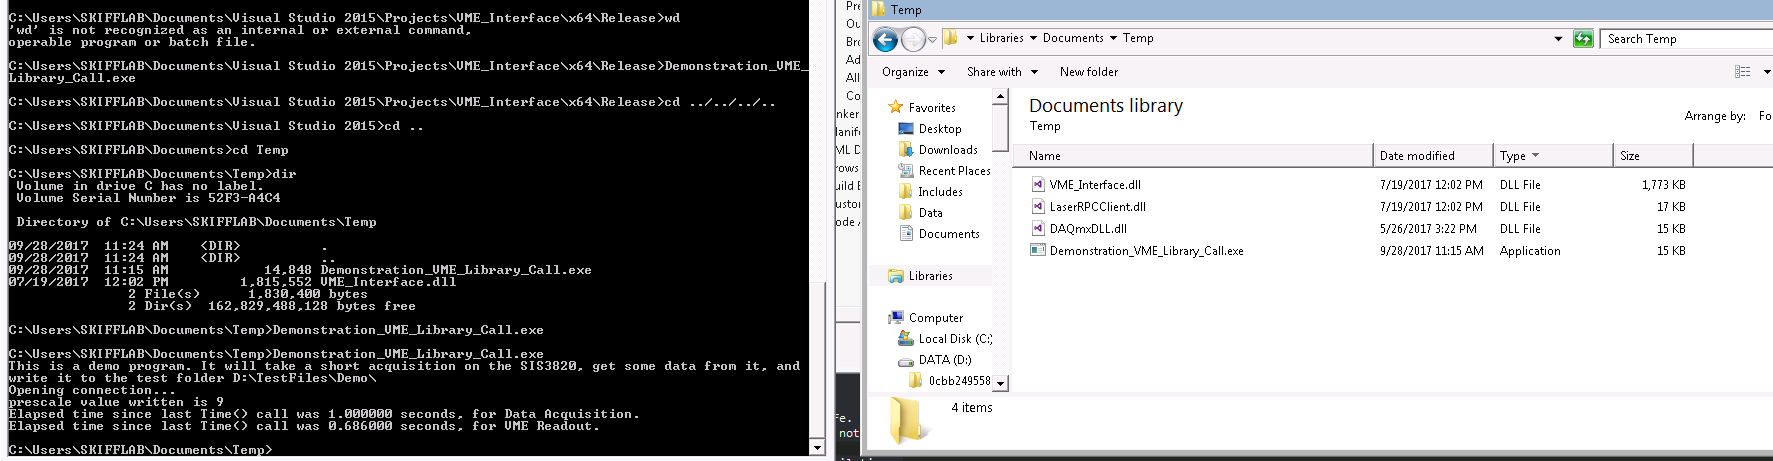 C:\Users\SKIFFLAB\Documents\Visual Studio 2015\Projects\VME_Interface\x64\Release>wd
'wd' is not recognized as an internal or external command,
operable program or batch file.
C:\Users\SKIFFLAB\Documents\Visual Studio 2015\Projects\VME_Interface\x64\Release>Demonstration_VME_
Library_Call.exe
C:\Users\SKIFFLAB\Documents\Visual Studio 2015\Projects\VME_Interface\x64\Release>cd ../../../..
C:\Users\SKIFFLAB\Documents\Visual Studio 2015>cd ..
C:\Users\SKIFFLAB\Documents>cd Temp
C:\Users\SKIFFLAB\Documents\Temp>dir
Volume in drive C has no label.
Volume Serial Number is 52F3-A4C4
Directory of C:\Users\SKIFFLAB\Documents\Temp
09/28/2017  11:24 AM    <DIR>          .
09/28/2017  11:24 AM    <DIR>          ..
09/28/2017  11:15 AM            14,848 Demonstration_VME_Library_Call.exe
07/19/2017  12:02 PM         1,815,552 VME_Interface.dll
2 File(s)      1,830,400 bytes
2 Dir(s)  162,829,488,128 bytes free
C:\Users\SKIFFLAB\Documents\Temp>Demonstration_VME_Library_Call.exe
C:\Users\SKIFFLAB\Documents\Temp>Demonstration_VME_Library_Call.exe
This is a demo program. It will take a short acquisition on the SIS3820, get some data from it, and
write it to the test folder D:\TestFiles\Demo\
Opening connection...
prescale value written is 9
Elapsed time since last Time() call was 1.000000 seconds, for Data Acquisition.
Elapsed time since last Time() call was 0.686000 seconds, for VME Readout.
C:\Users\SKIFFLAB\Documents\Temp>
Pre
Ou
Bro
Ad
All
Co
nker
Manif
ML D
rows
uild E
usto
ode A
fe.
not
Temp
Libraries Documents Temp
Search Temp
Organize Share with New folder
Favorites
Desktop
Downloads
Recent Places
Includes
Data
Documents
Libraries
Computer
Local Disk (C:)
DATA (D:)
0cbb249558
Documents library
Temp
Arrange by: Fo
Name Date modified Type Size
VME_Interface.dll 7/19/2017 12:02 PM DLL File 1,773 KB
LaserRPCClient.dll 7/19/2017 12:02 PM DLL File 17 KB
DAQmxDLL.dll 5/26/2017 3:22 PM DLL File 15 KB
Demonstration_VME_Library_Call.exe 9/28/2017 11:15 AM Application 15 KB
4 items